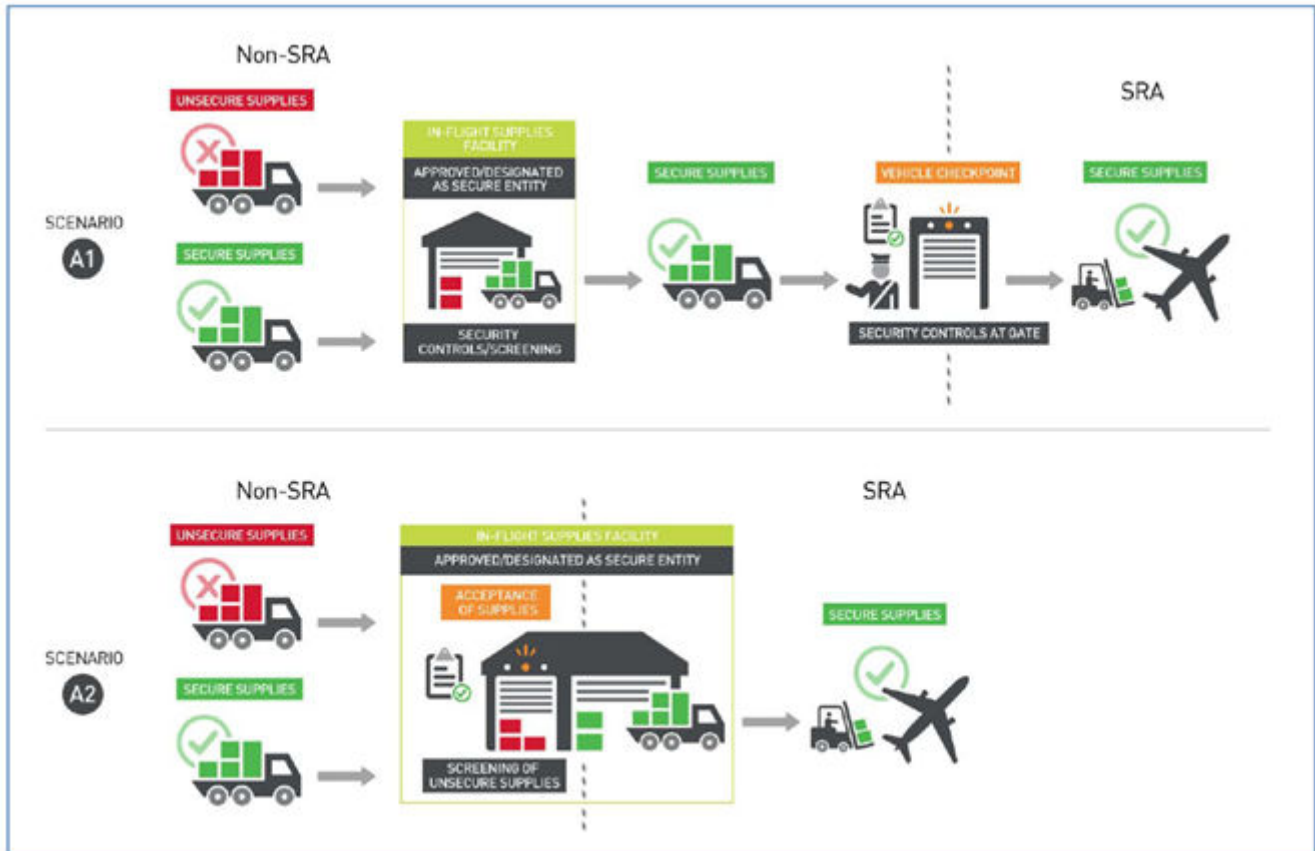 Non-SRA
SRA
UNSECURE SUPPLIES
IN-FLIGHT SUPPLIES
FACILITY
APPROVED/DESIGNATED
AS SECURE ENTITY
SECURE SUPPLIES
VEHICLE CHECKPOINT
SECURE SUPPLIES
SCENARIO
A1
SECURE SUPPLIES
SECURITY
CONTROLS/SCREENING
SECURITY CONTROLS AT GATE
Non-SRA
SRA
UNSECURE SUPPLIES
IN-FLIGHT SUPPLIES FACILITY
APPROVED/DESIGNATED AS SECURE ENTITY
ACCEPTANCE
OF SUPPLIES
SECURE SUPPLIES
SCENARIO
A2
SECURE SUPPLIES
SCREENING OF
UNSECURE SUPPLIES